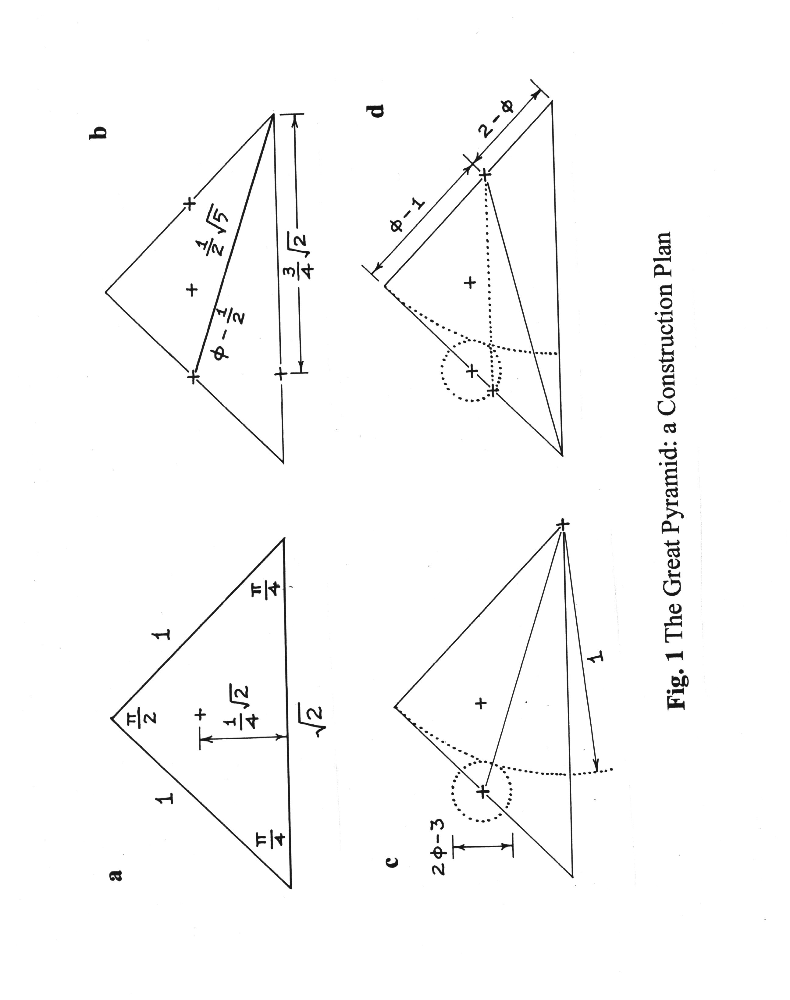 a
π/2
1
1
1/4 √2
π/4
π/4
√2
b
1/2 √5
ϕ - 1/2
3/4 √2
c
2ϕ-3
1
d
ø-1
2-ø
Fig. 1 The Great Pyramid: a Construction Plan